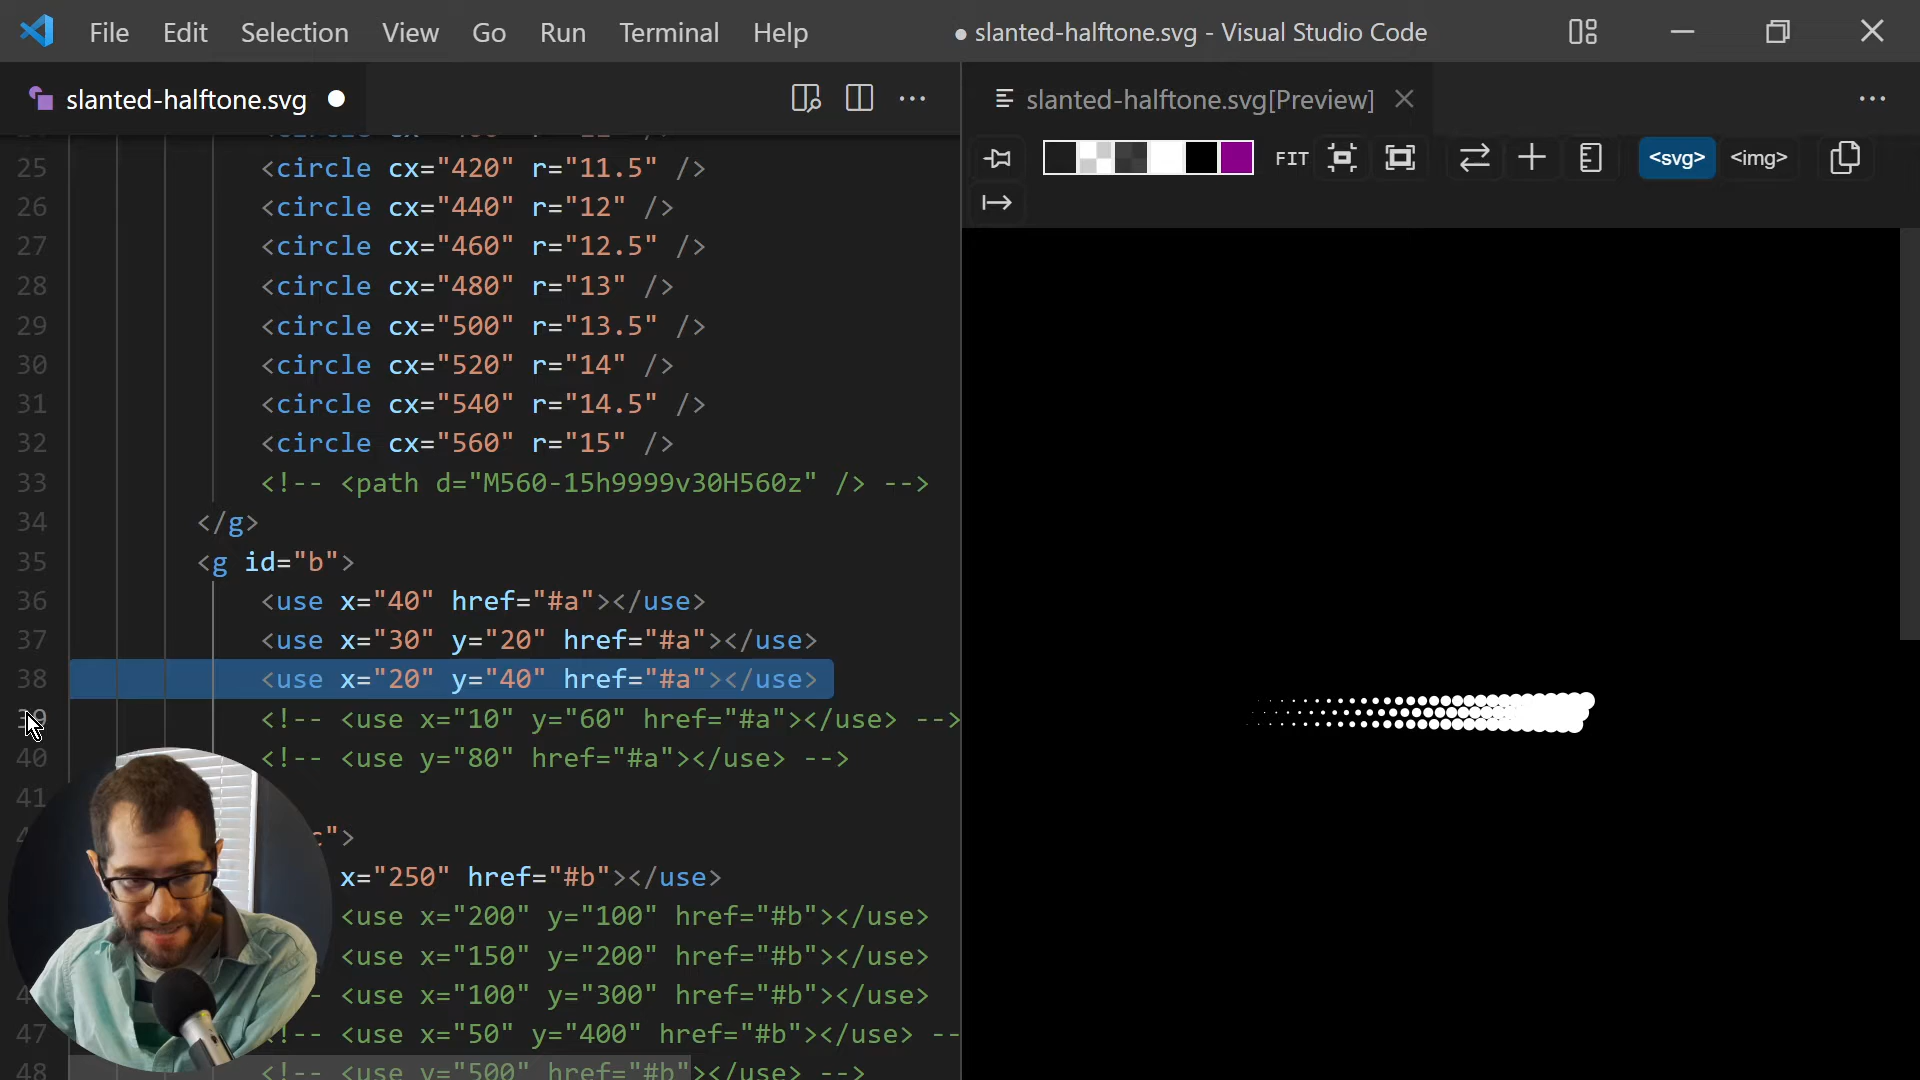 File Edit Selection View Go Run Terminal Help
● slanted-halftone.svg - Visual Studio Code
slanted-halftone.svg
slanted-halftone.svg[Preview]
FIT <svg> <img>
25 <circle cx="420" r="11.5" />
26 <circle cx="440" r="12" />
27 <circle cx="460" r="12.5" />
28 <circle cx="480" r="13" />
29 <circle cx="500" r="13.5" />
30 <circle cx="520" r="14" />
31 <circle cx="540" r="14.5" />
32 <circle cx="560" r="15" />
33 <!-- <path d="M560-15h9999v30H560z" /> -->
34 </g>
35 <g id="b">
36 <use x="40" href="#a"></use>
37 <use x="30" y="20" href="#a"></use>
38 <use x="20" y="40" href="#a"></use>
39 <!-- <use x="10" y="60" href="#a"></use> -->
40 <!-- <use y="80" href="#a"></use> -->
41
c">
x="250" href="#b"></use>
<use x="200" y="100" href="#b"></use>
<use x="150" y="200" href="#b"></use>
<use x="100" y="300" href="#b"></use>
47 <!-- <use x="50" y="400" href="#b"></use> --
48 <!-- <use y="500" href="#b"></use> -->